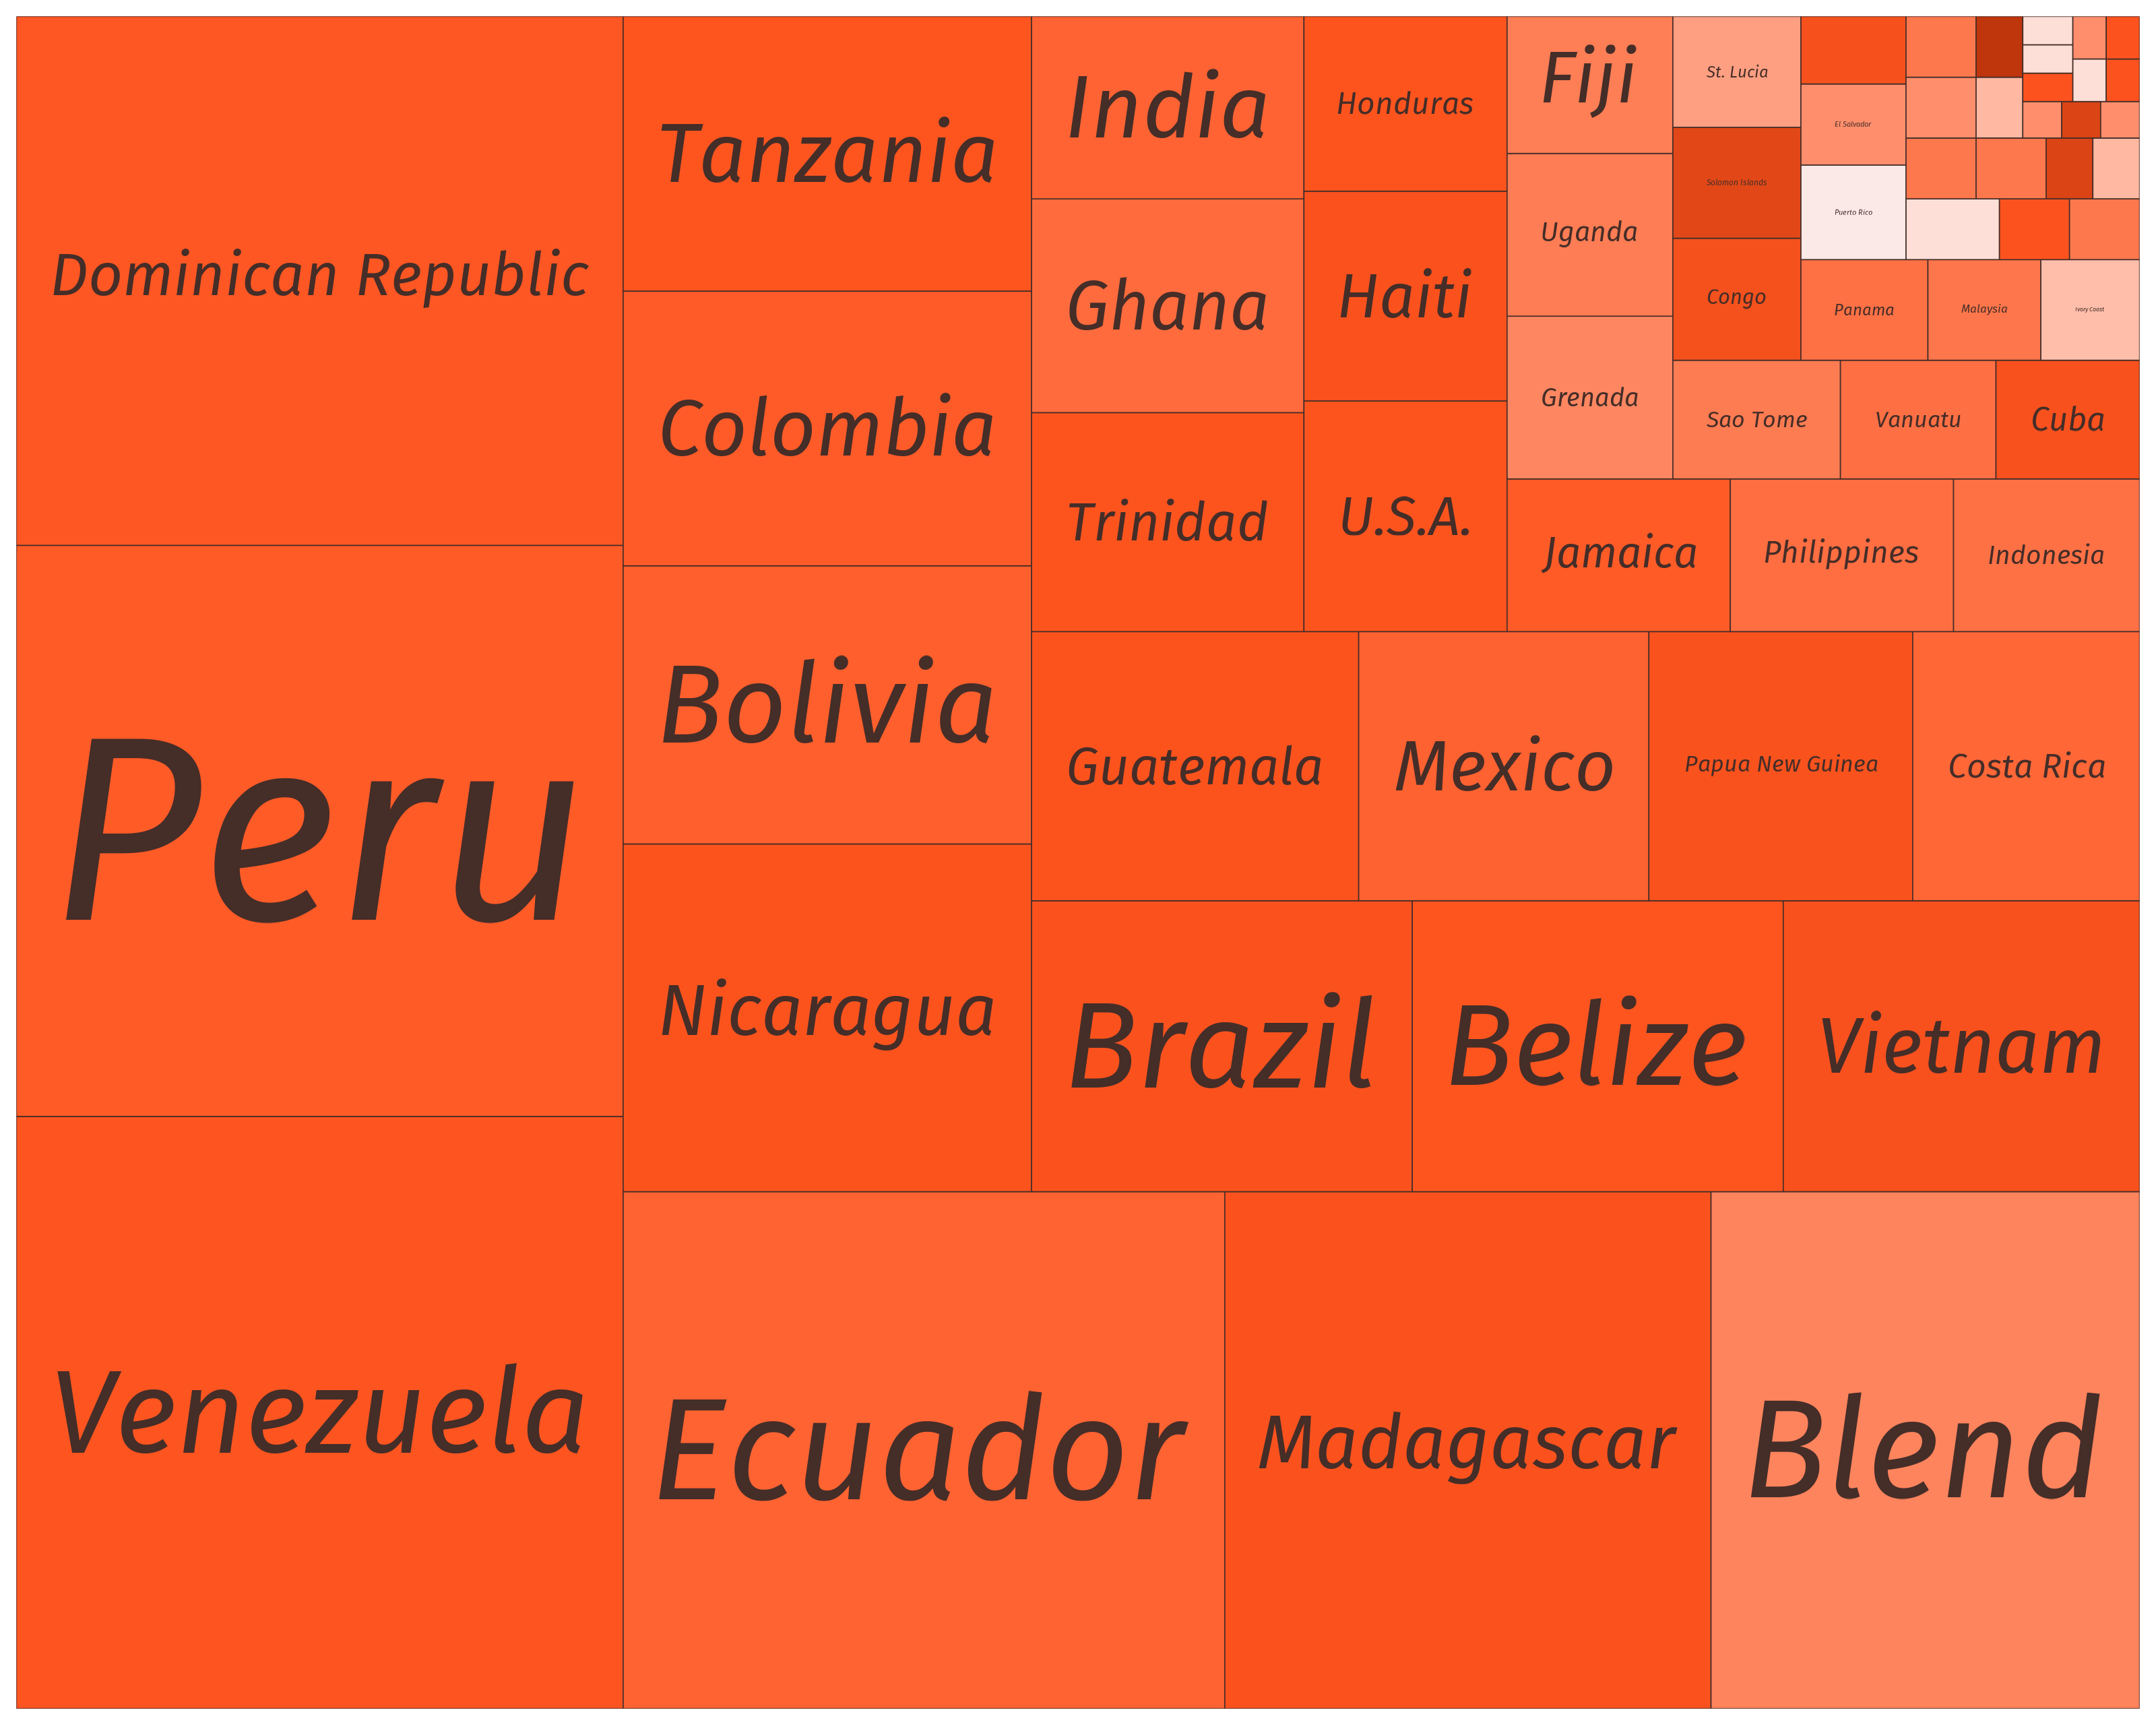 Dominican Republic
Peru
Venezuela
Tanzania
Colombia
Bolivia
Nicaragua
Ecuador
Madagascar
Blend
India
Ghana
Trinidad
Honduras
Haiti
U.S.A.
Guatemala
Mexico
Papua New Guinea
Costa Rica
Brazil
Belize
Vietnam
Fiji
Uganda
Grenada
Jamaica
Philippines
Indonesia
St. Lucia
Solomon Islands
Congo
Sao Tome
Vanuatu
Cuba
El Salvador
Puerto Rico
Panama
Malaysia
Ivory Coast